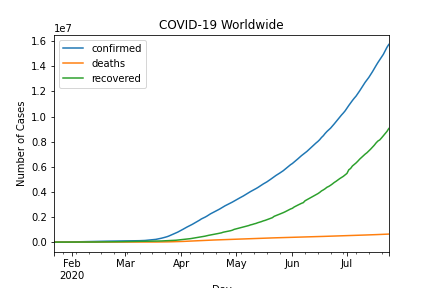 COVID-19 Worldwide
1e7
confirmed
deaths
recovered
Number of Cases
1.6
1.4
1.2
1.0
0.8
0.6
0.4
0.2
0.0
Feb Mar Apr May Jun Jul
2020